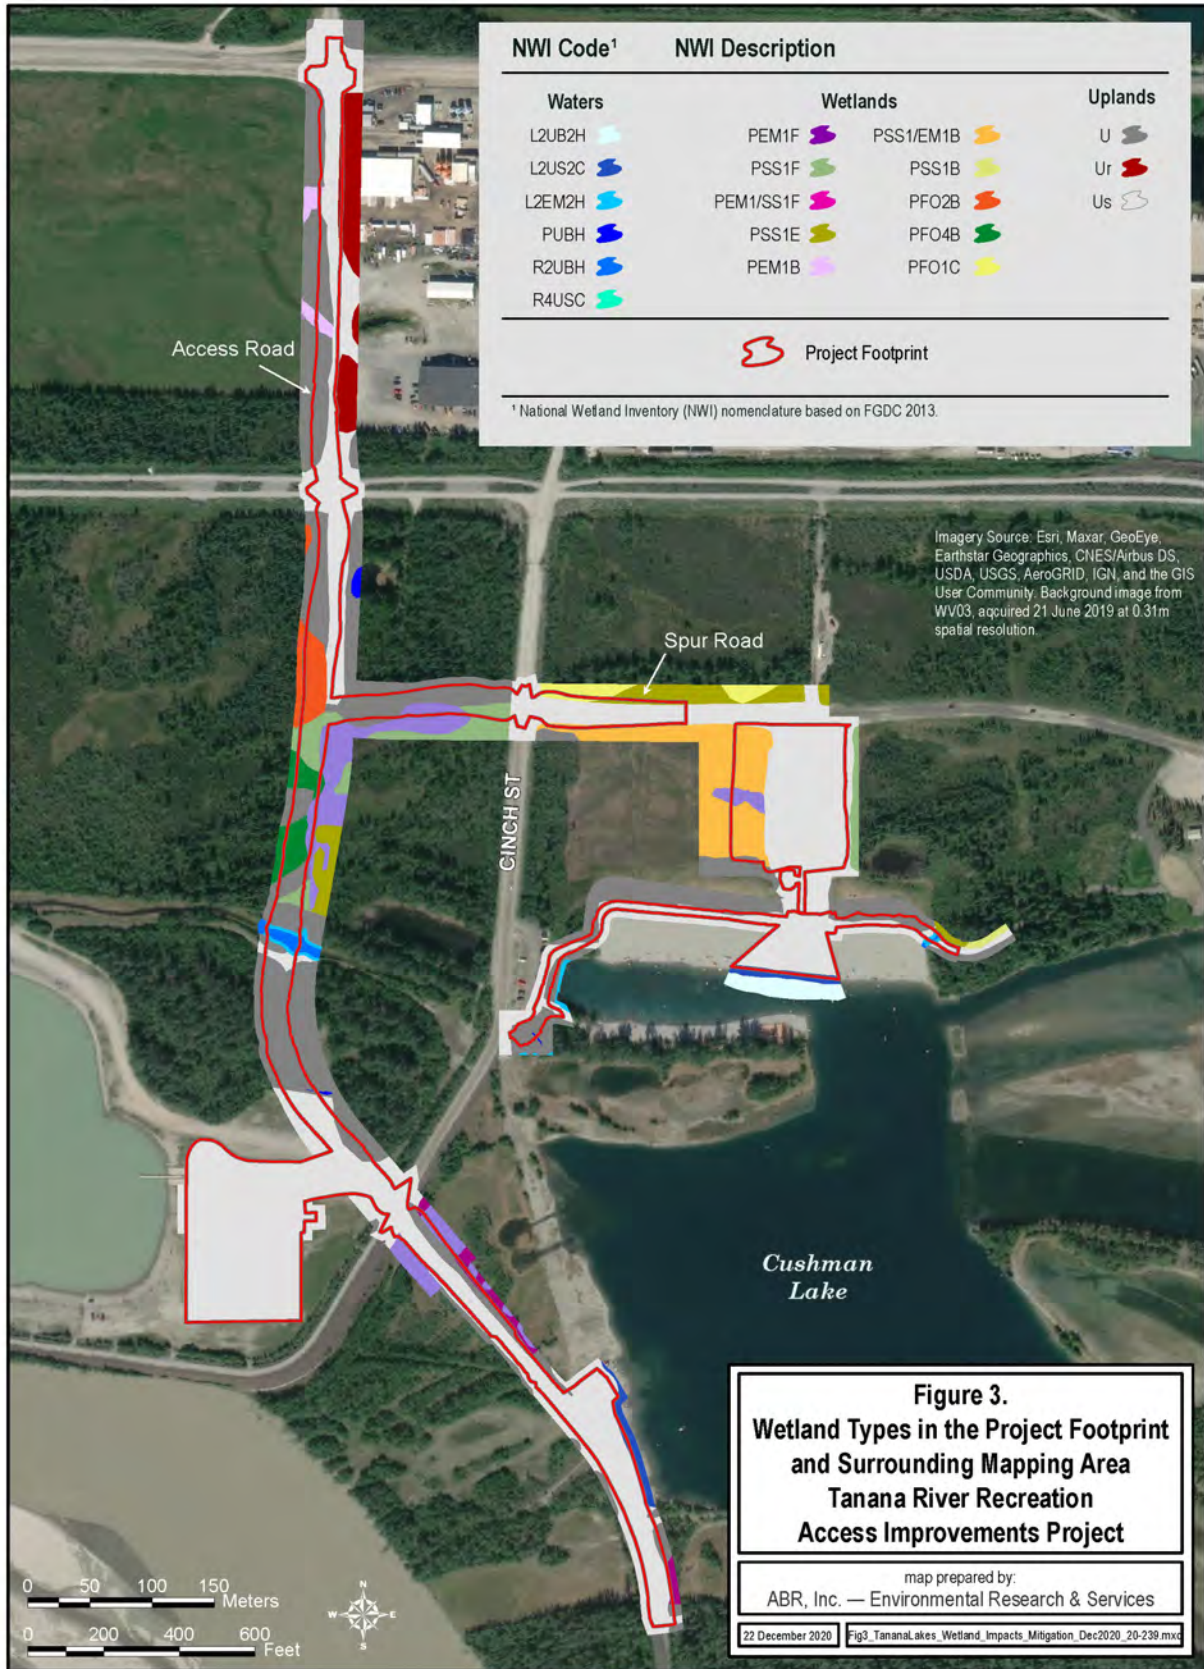 NWI Code¹ NWI Description
Waters Wetlands Uplands
L2UB2H PEM1F PSS1/EM1B U
L2US2C PSS1F PSS1B Ur
L2EM2H PEM1/SS1F PFO2B Us
PUBH PSS1E PFO4B
R2UBH PEM1B PFO1C
R4USC
Project Footprint
¹ National Wetland Inventory (NWI) nomenclature based on FGDC 2013.
Access Road
Imagery Source: Esri, Maxar, GeoEye,
Earthstar Geographics, CNES/Airbus DS,
USDA, USGS, AeroGRID, IGN, and the GIS
User Community. Background image from
WV03, aqcuired 21 June 2019 at 0.31m
spatial resolution.
Spur Road
CINCH ST
Cushman
Lake
Figure 3.
Wetland Types in the Project Footprint
and Surrounding Mapping Area
Tanana River Recreation
Access Improvements Project
map prepared by:
ABR, Inc. — Environmental Research & Services
22 December 2020 Fig3_TananaLakes_Wetland_Impacts_Mitigation_Dec2020_20-239.mxd
0 50 100 150
Meters
0 200 400 600
Feet
N
W E
S